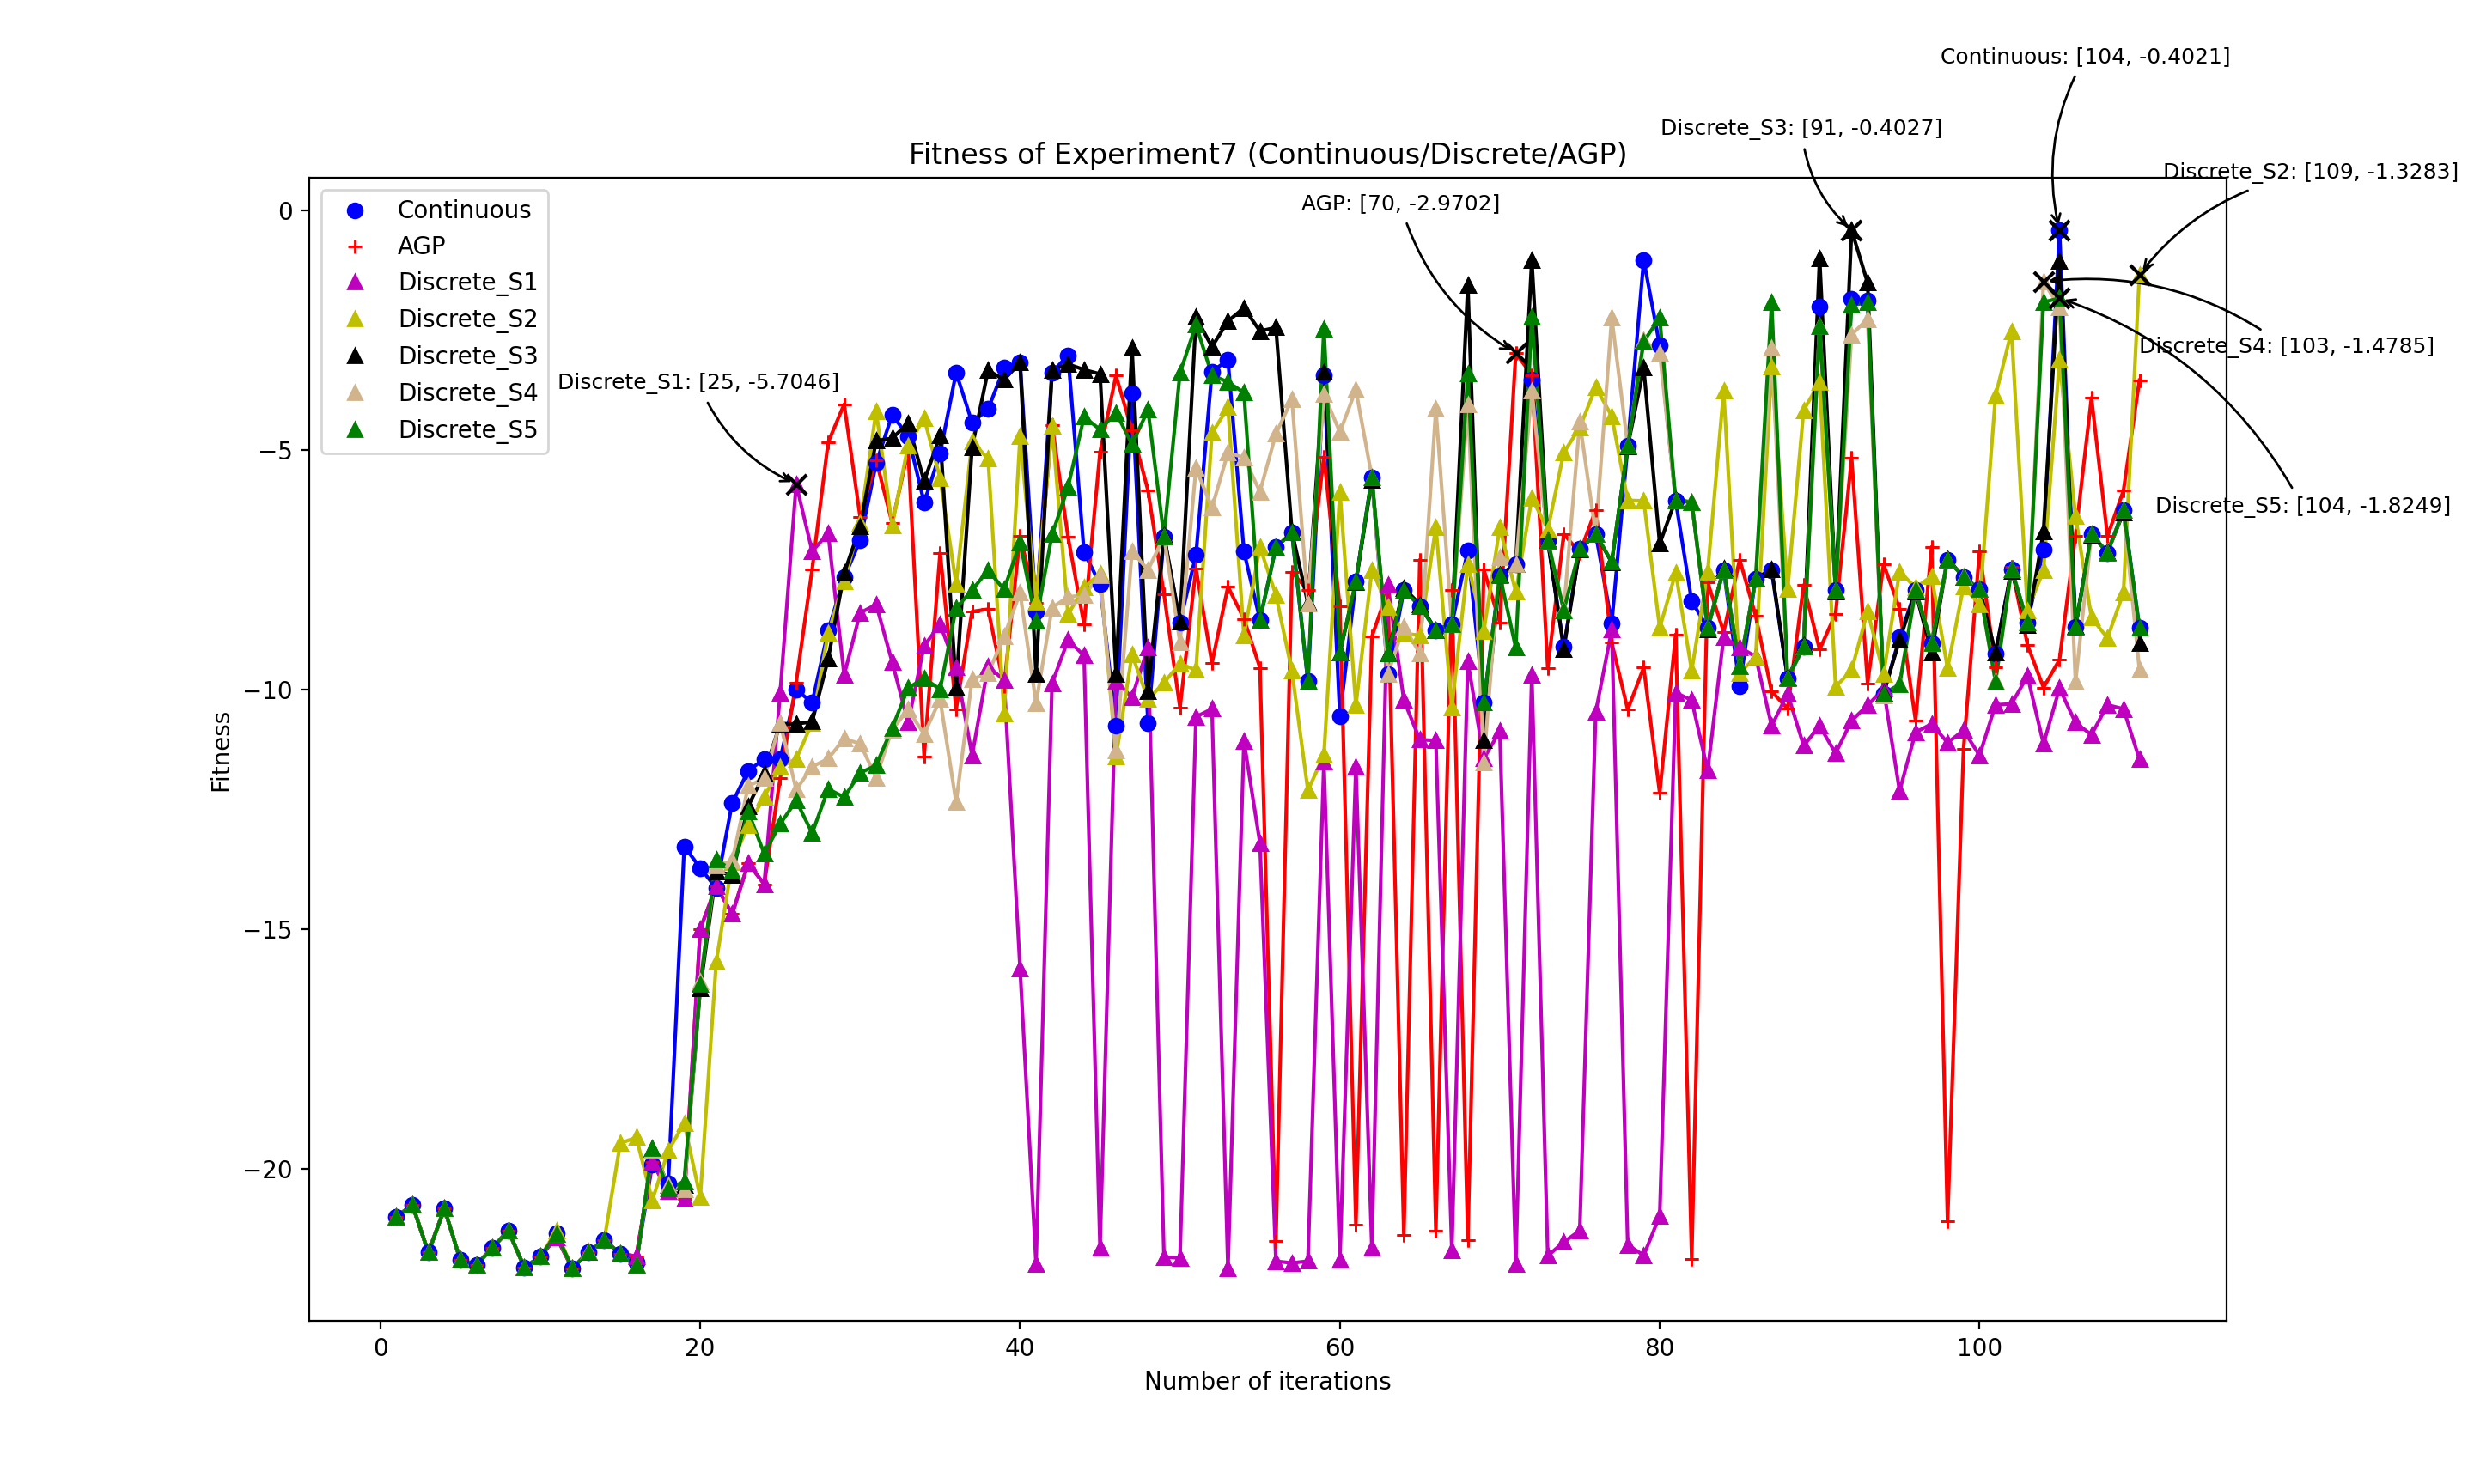 Continuous: [104, -0.4021]
Discrete_S3: [91, -0.4027]
Fitness of Experiment7 (Continuous/Discrete/AGP)
Discrete_S2: [109, -1.3283]
AGP: [70, -2.9702]
Continuous
AGP
Discrete_S1
Discrete_S2
Discrete_S3
Discrete_S4
Discrete_S5
Discrete_S4: [103, -1.4785]
Discrete_S1: [25, -5.7046]
Discrete_S5: [104, -1.8249]
0
−5
−10
−15
−20
Fitness
0 20 40 60 80 100
Number of iterations